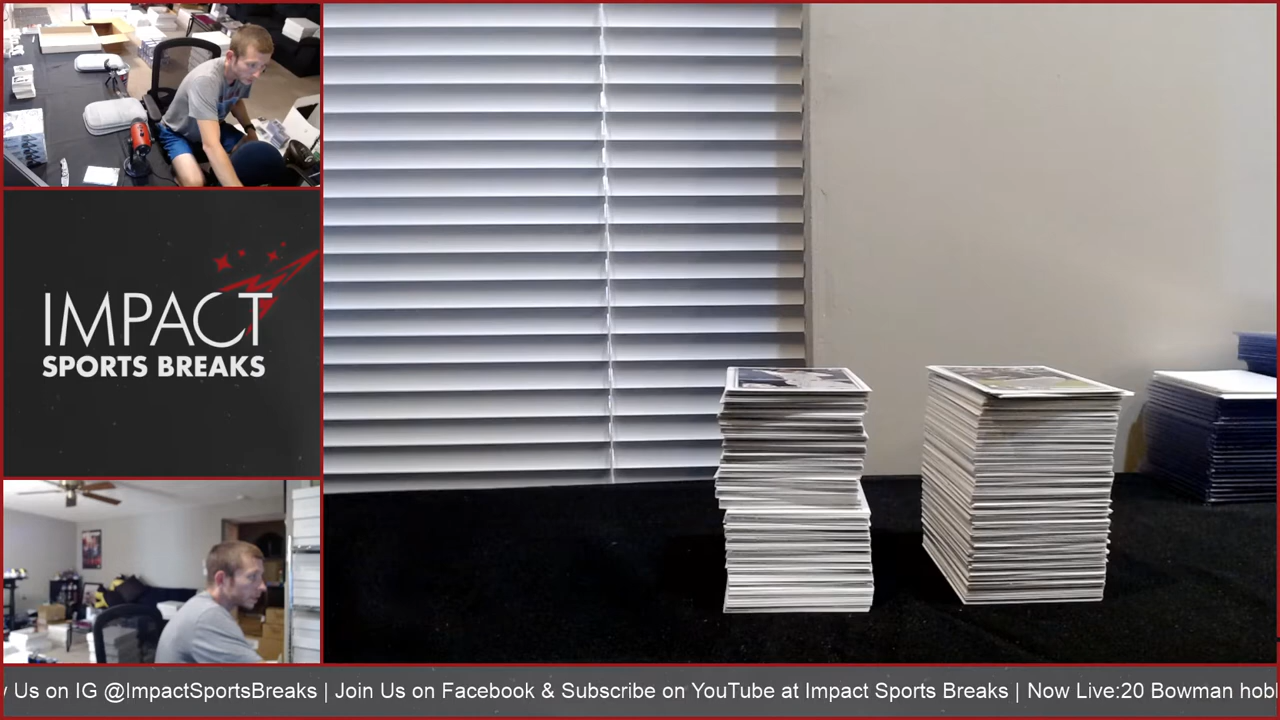 IMPACT
SPORTS BREAKS
y Us on IG @ImpactSportsBreaks | Join Us on Facebook & Subscribe on YouTube at Impact Sports Breaks | Now Live:20 Bowman hobb